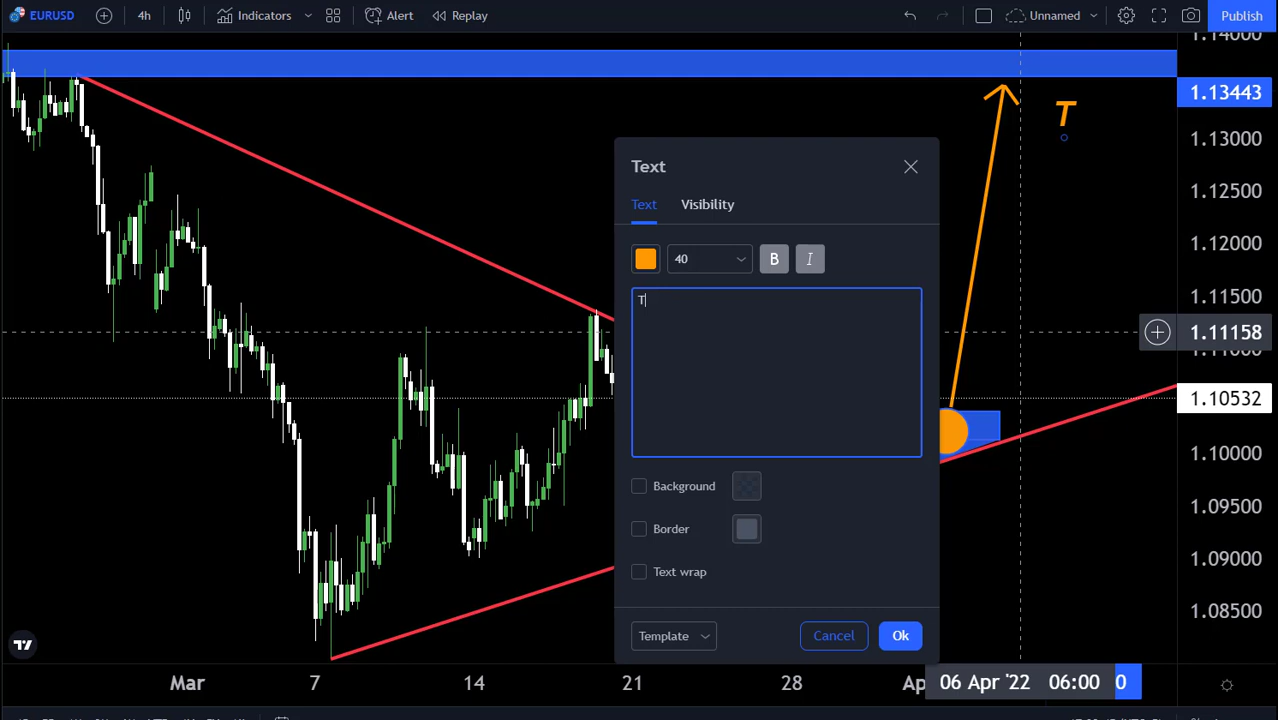 EURUSD
4h
Indicators
Alert
Replay
Unnamed
Publish
1.14000
1.13443
T
1.13000
Text
Text
Visibility
1.12500
40
B
I
1.12000
T
1.11500
1.11158
1.11000
1.10532
1.10000
Background
1.09500
Border
1.09000
Text wrap
1.08500
Template
Cancel
Ok
Mar
7
14
21
28
Ap
06 Apr '22
06:00
0